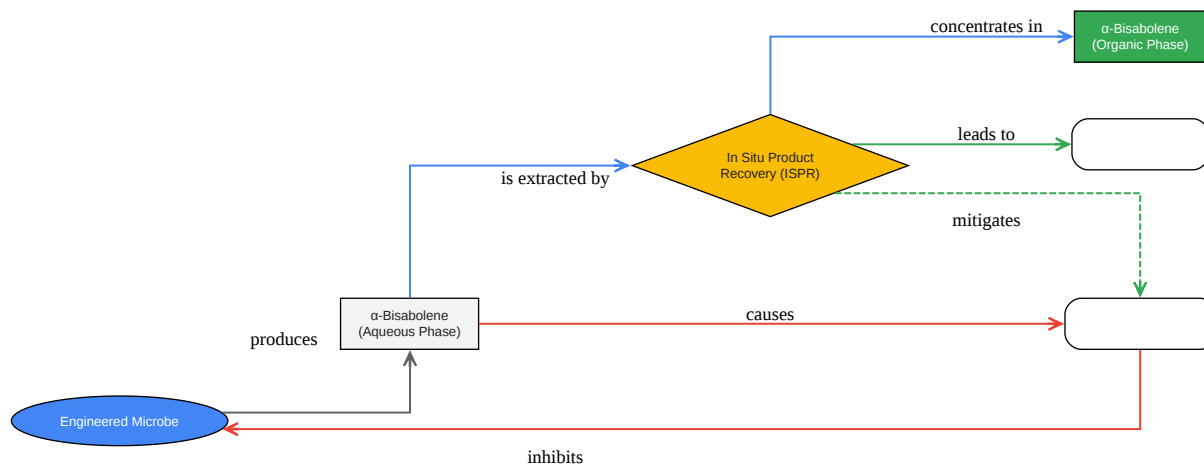 concentrates in
α-Bisabolene
(Organic Phase)
leads to
In Situ Product
Recovery (ISPR)
is extracted by
mitigates
α-Bisabolene
(Aqueous Phase)
causes
produces
Engineered Microbe
inhibits